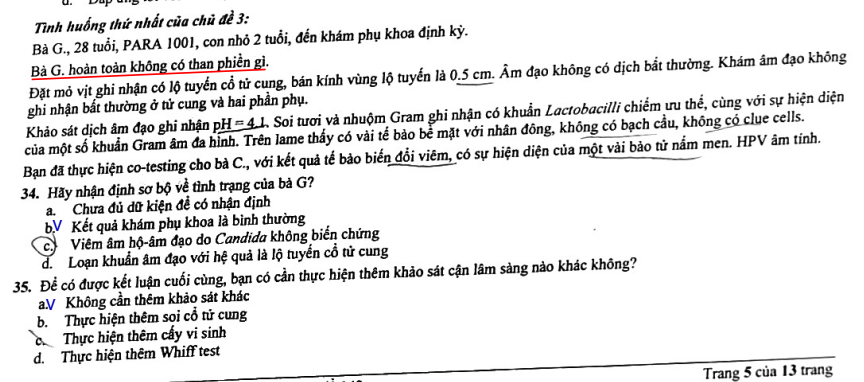 Tình huống thứ nhất của chủ đề 3:
Bà G., 28 tuổi, PARA 1001, con nhỏ 2 tuổi, đến khám phụ khoa định kỳ.
Bà G. hoàn toàn không có than phiền gì.
Đặt mỏ vịt ghi nhận có lộ tuyến cổ tử cung, bán kính vùng lộ tuyến là 0.5 cm. Âm đạo không có dịch bất thường. Khám âm đạo không
ghi nhận bất thường ở tử cung và hai phần phụ.
Khảo sát dịch âm đạo ghi nhận pH = 4.1. Soi tươi và nhuộm Gram ghi nhận có khuẩn Lactobacilli chiếm ưu thế, cùng với sự hiện diện
của một số khuẩn Gram âm đa hình. Trên lame thấy có vài tế bào bề mặt với nhân đông, không có bạch cầu, không có clue cells.
Bạn đã thực hiện co-testing cho bà C., với kết quả tế bào biến đổi viêm, có sự hiện diện của một vài bào tử nấm men. HPV âm tính.
34. Hãy nhận định sơ bộ về tình trạng của bà G?
a. Chưa đủ dữ kiện để có nhận định
b. V Kết quả khám phụ khoa là bình thường
c. Viêm âm hộ-âm đạo do Candida không biến chứng
d. Loạn khuẩn âm đạo với hệ quả là lộ tuyến cổ tử cung
35. Để có được kết luận cuối cùng, bạn có cần thực hiện thêm khảo sát cận lâm sàng nào khác không?
a. V Không cần thêm khảo sát khác
b. Thực hiện thêm soi cổ tử cung
c. Thực hiện thêm cấy vi sinh
d. Thực hiện thêm Whiff test
Trang 5 của 13 trang